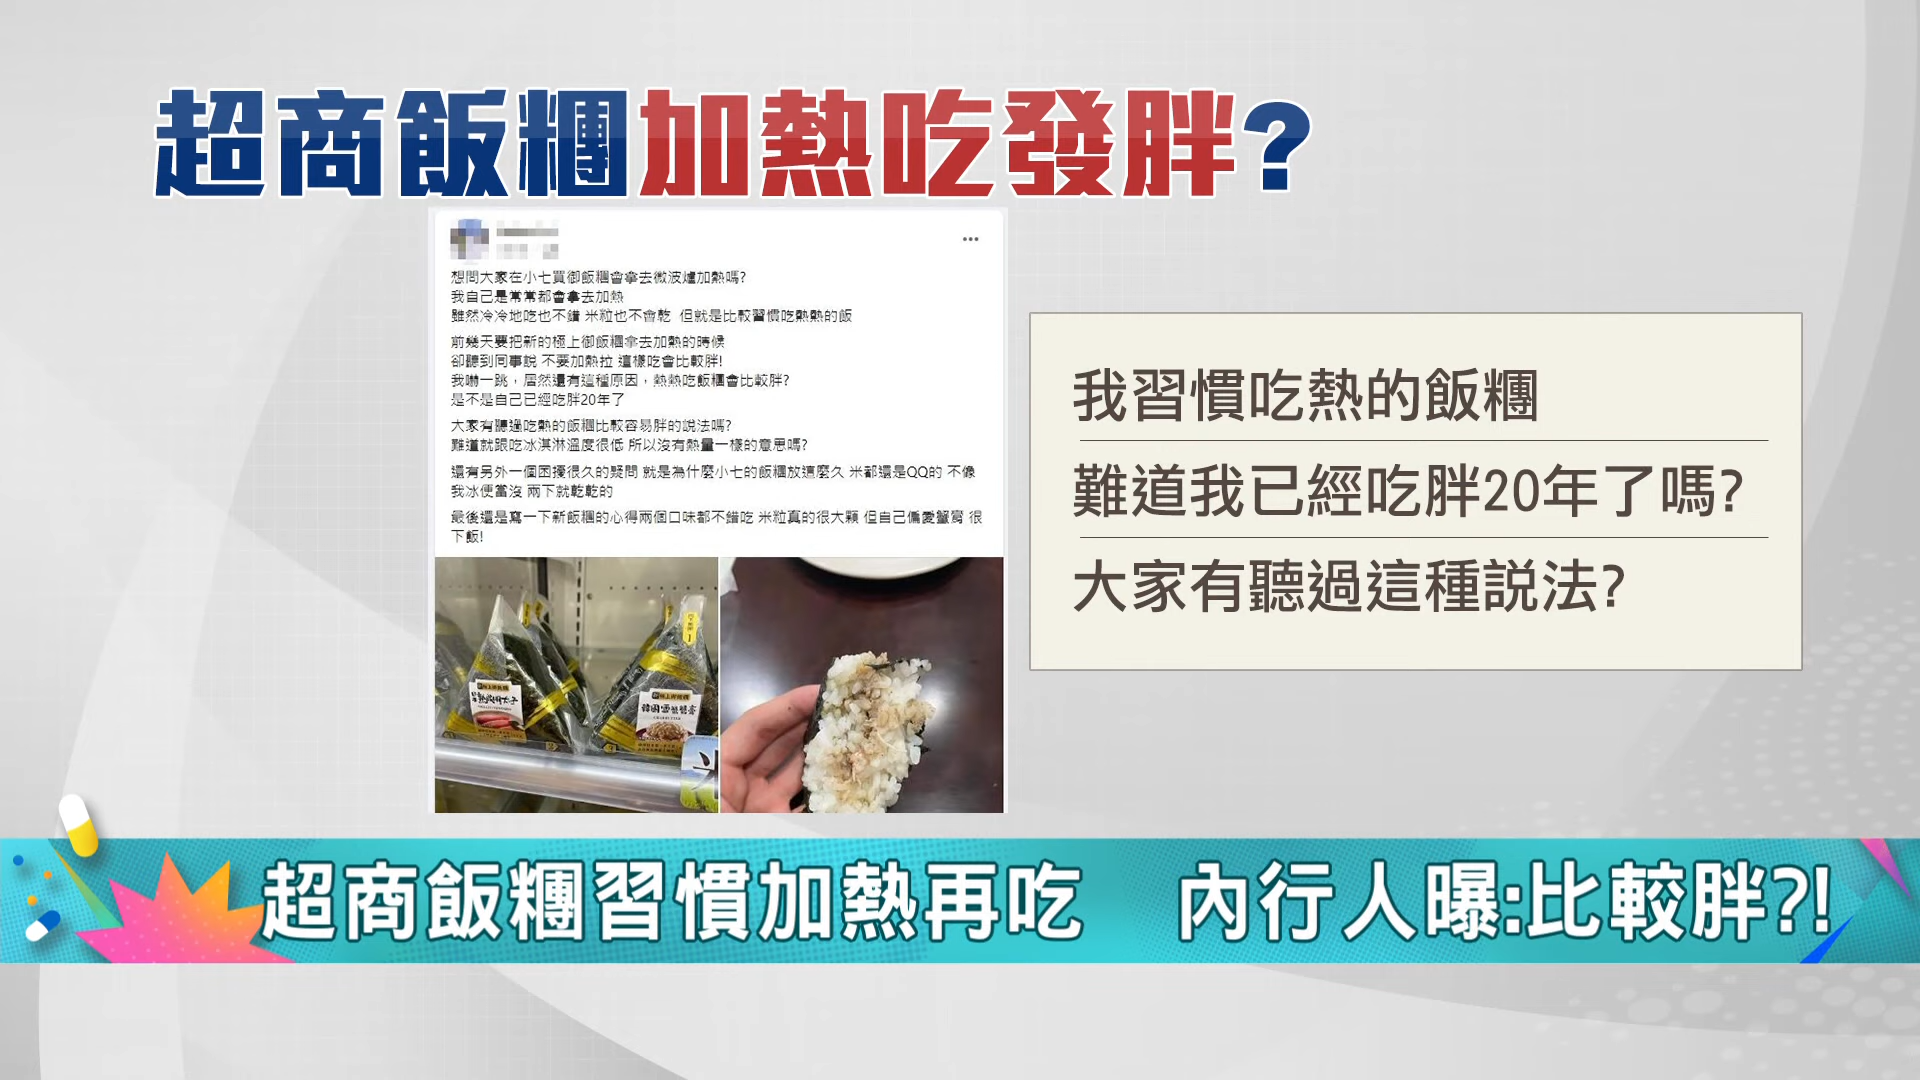 超商飯糰加熱吃發胖?
想問大家在小七買御飯糰會拿去微波爐加熱嗎?
我自己是常常都會拿去加熱
雖然冷冷地吃也不錯 米粒也不會乾 但就是比較習慣吃熱熱的飯
前幾天要把新的極上御飯糰拿去加熱的時候
卻聽到同事說 不要加熱拉 這樣吃會比較胖!
我嚇一跳,居然還有這種原因,熱熱吃飯糰會比較胖?
是不是自己已經吃胖20年了
大家有聽過吃熱的飯糰比較容易胖的說法嗎?
難道就跟吃冰淇淋溫度很低 所以沒有熱量一樣的意思嗎?
還有另外一個困擾很久的疑問 就是為什麼小七的飯糰放這麼久 米都還是QQ的 不像
我冰便當沒 兩下就乾乾的
最後還是寫一下新飯糰的心得兩個口味都不錯吃 米粒真的很大顆 但自己偏愛蟹膏 很
下飯!
我習慣吃熱的飯糰
難道我已經吃胖20年了嗎?
大家有聽過這種說法?
超商飯糰習慣加熱再吃 內行人曝:比較胖?!